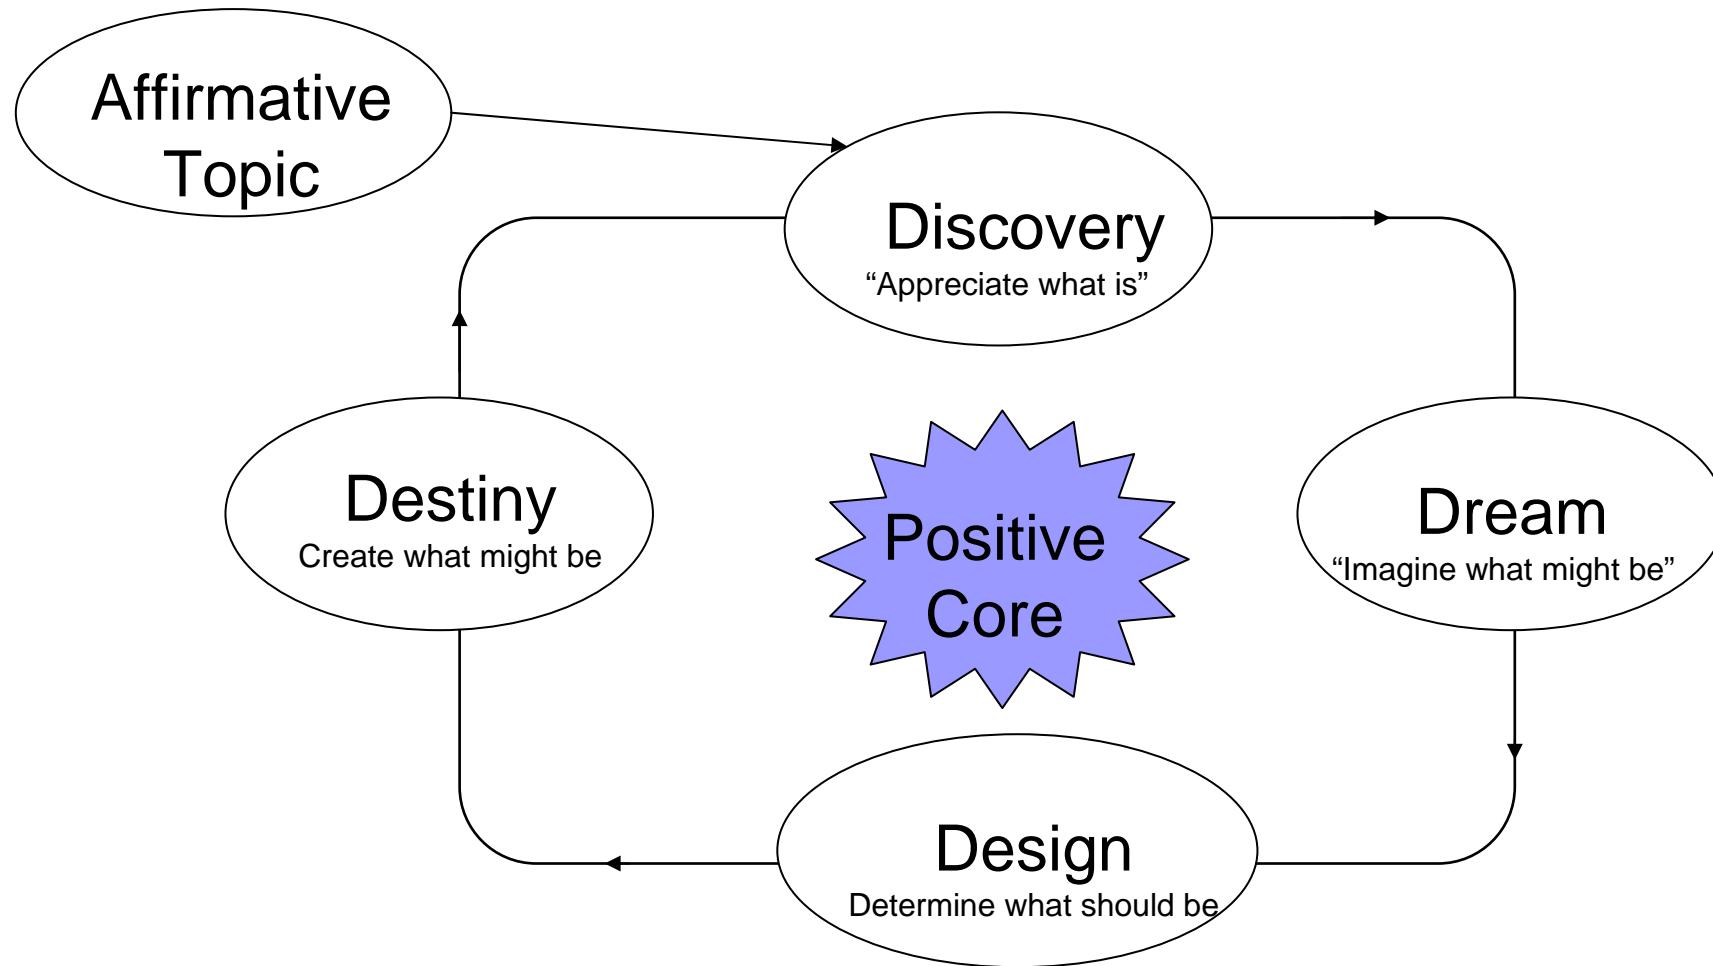 Affirmative
Topic
Discovery
“Appreciate what is”
Destiny
Create what might be
Positive
Core
Dream
“Imagine what might be”
Design
Determine what should be